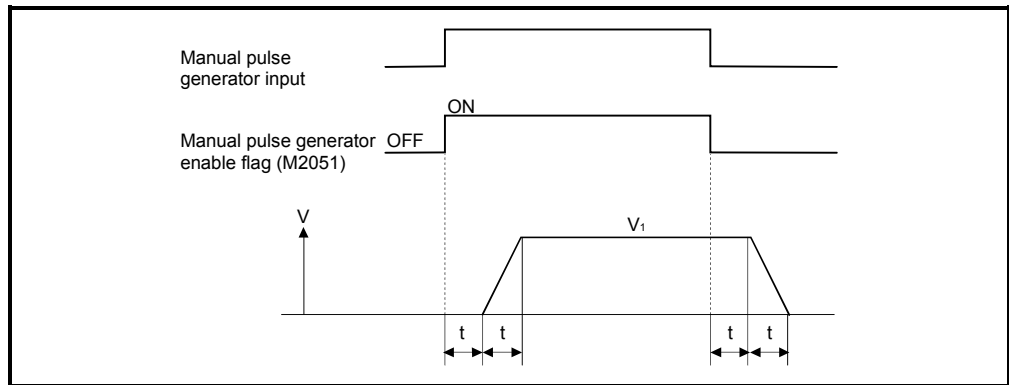 Manual pulse
generator input
ON
Manual pulse generator OFF
enable flag (M2051)
V
V₁
t t t t